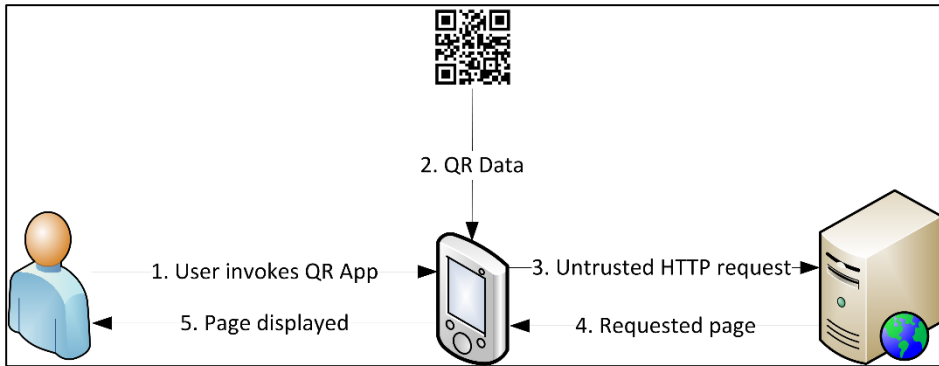 2. QR Data
1. User invokes QR App
3. Untrusted HTTP request
5. Page displayed
4. Requested page